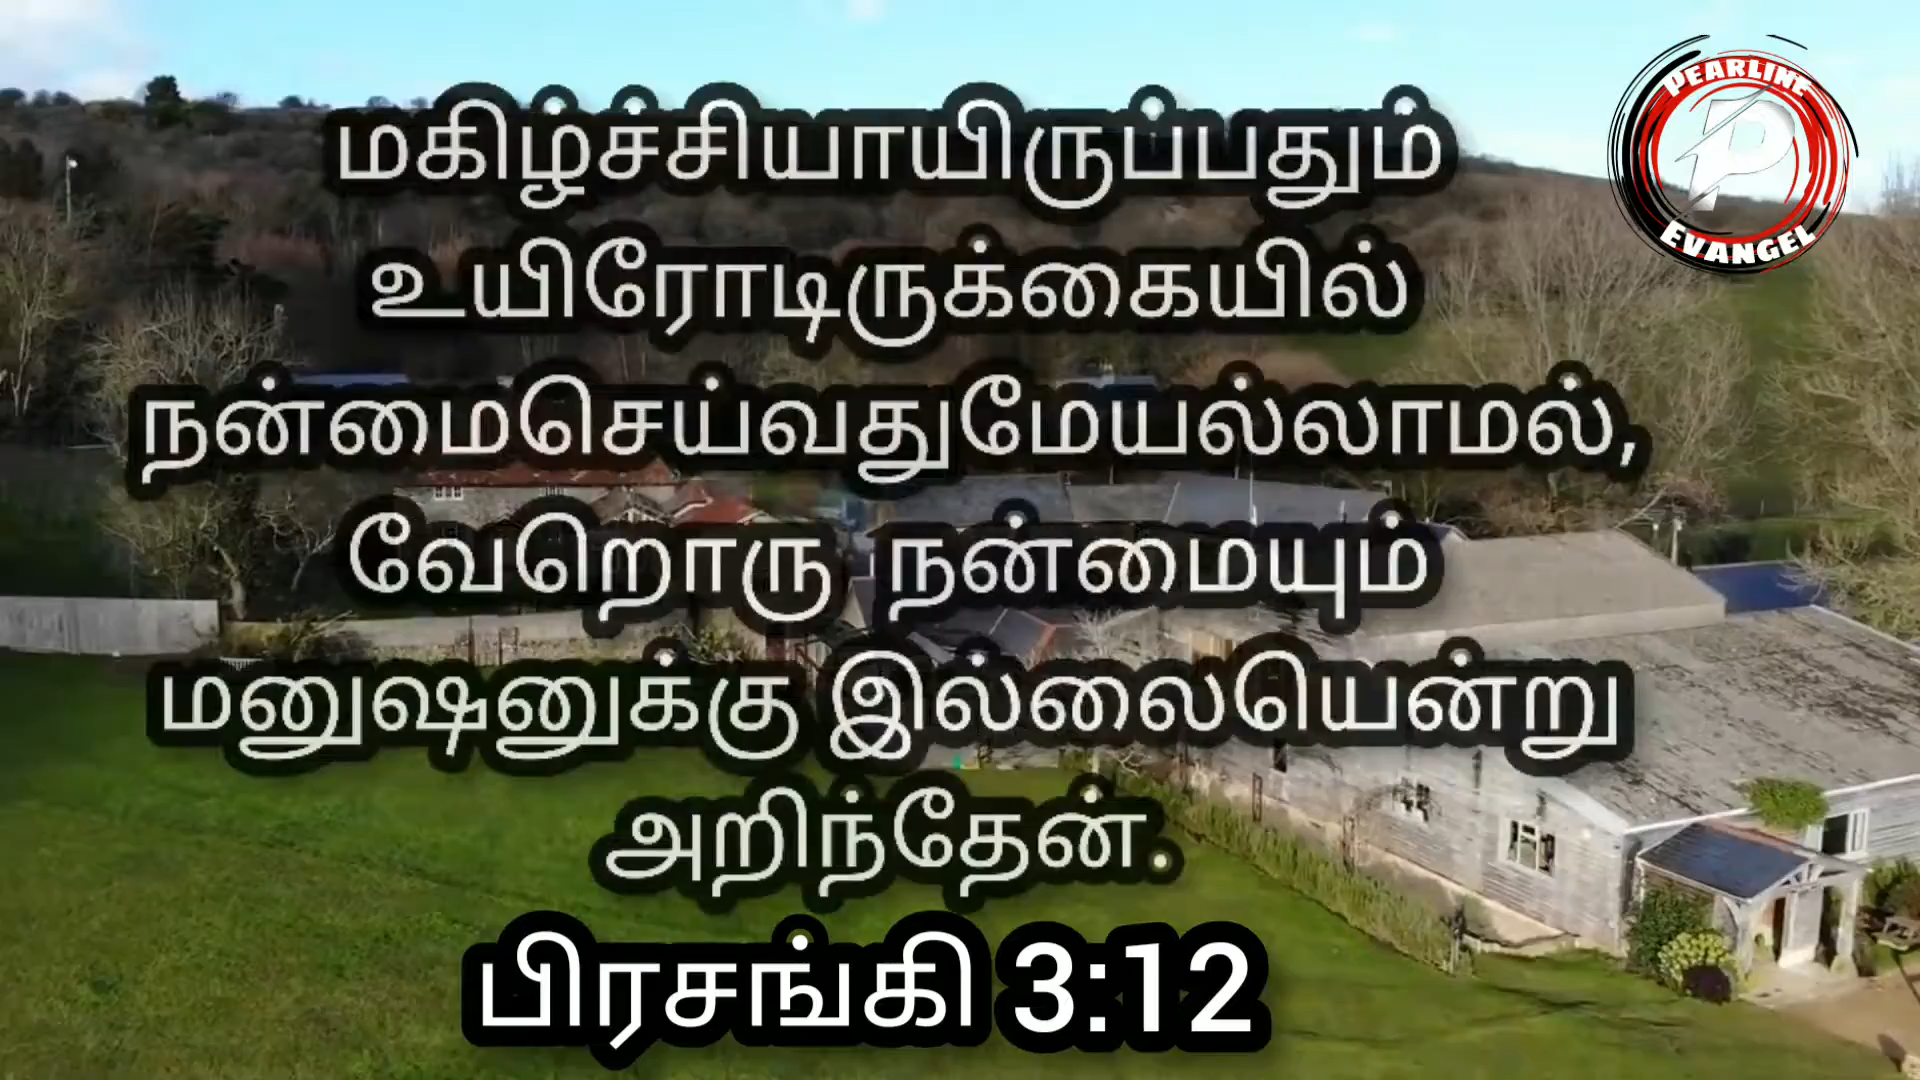 மகிழ்ச்சியாயிருப்பதும்
உயிரோடிருக்கையில்
நன்மைசெய்வதுமேயல்லாமல்,
வேறொரு நன்மையும்
மனுஷனுக்கு இல்லையென்று
அறிந்தேன்.
பிரசங்கி 3:12
PEARLINE
P
EVANGEL